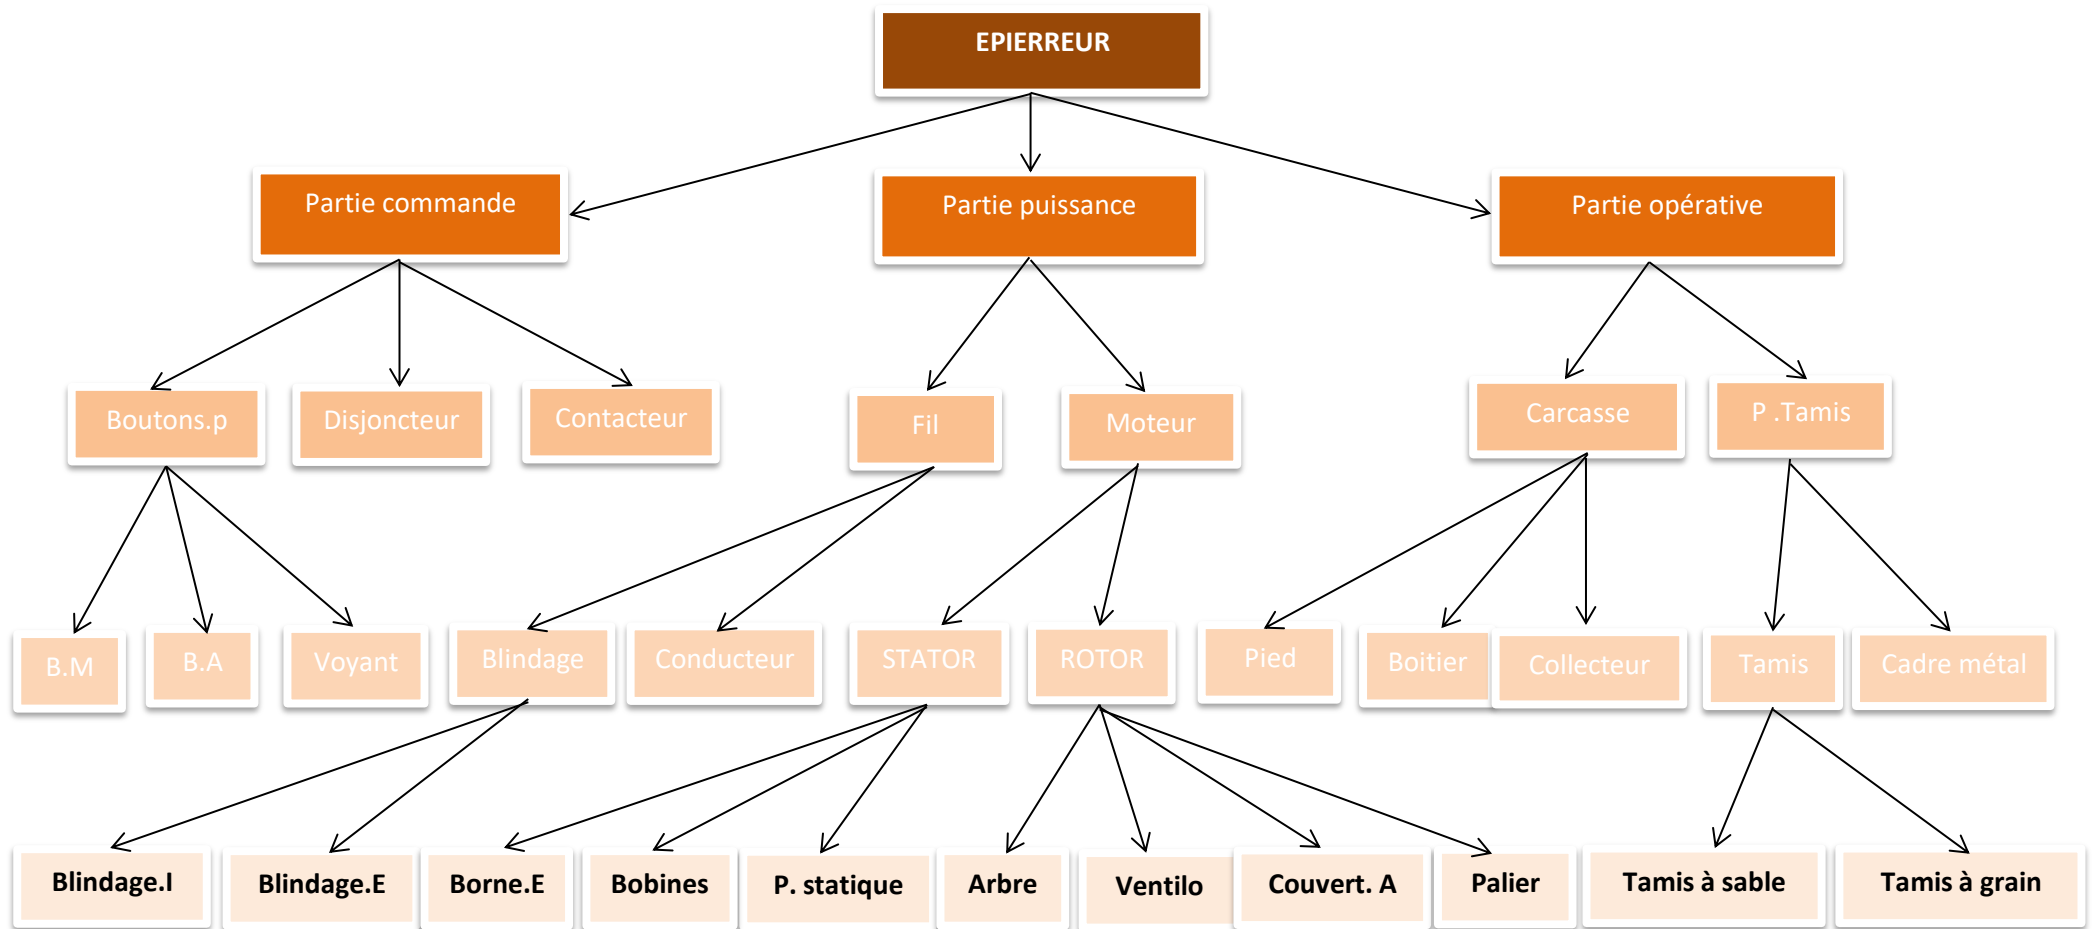 EPIERREUR
Partie commande
Partie puissance
Partie opérative
Boutons.p
Disjoncteur
Contacteur
Fil
Moteur
Carcasse
P .Tamis
B.M
B.A
Voyant
Blindage
Conducteur
STATOR
ROTOR
Pied
Boitier
Collecteur
Tamis
Cadre métal
Blindage.I
Blindage.E
Borne.E
Bobines
P. statique
Arbre
Ventilo
Couvert. A
Palier
Tamis à sable
Tamis à grain